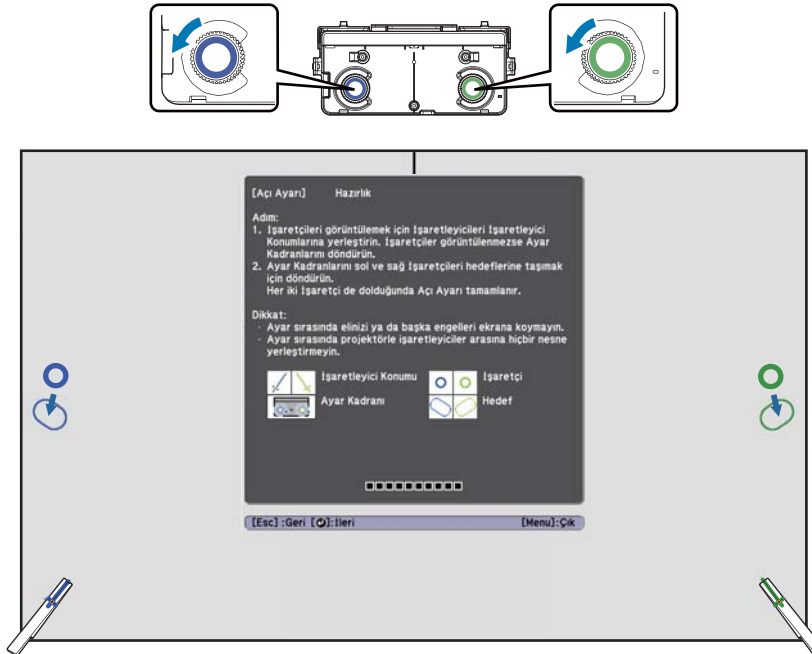 [Açı Ayarı] Hazırlık
Adım:
1. İşaretçileri görüntülemek için İşaretleyicileri İşaretleyici
Konumlarına yerleştirin. İşaretçiler görüntülenmezse Ayar
Kadranlarını döndürün.
2. Ayar Kadranlarını sol ve sağ İşaretçileri hedeflerine taşımak
için döndürün.
Her iki İşaretçi de dolduğunda Açı Ayarı tamamlanır.
Dikkat:
· Ayar sırasında elinizi ya da başka engelleri ekrana koymayın.
· Ayar sırasında projektörle işaretleyiciler arasına hiçbir nesne
yerleştirmeyin.
İşaretleyici Konumu İşaretçi
Ayar Kadranı Hedef
[Esc] :Geri [↵]:İleri [Menu]:Çık